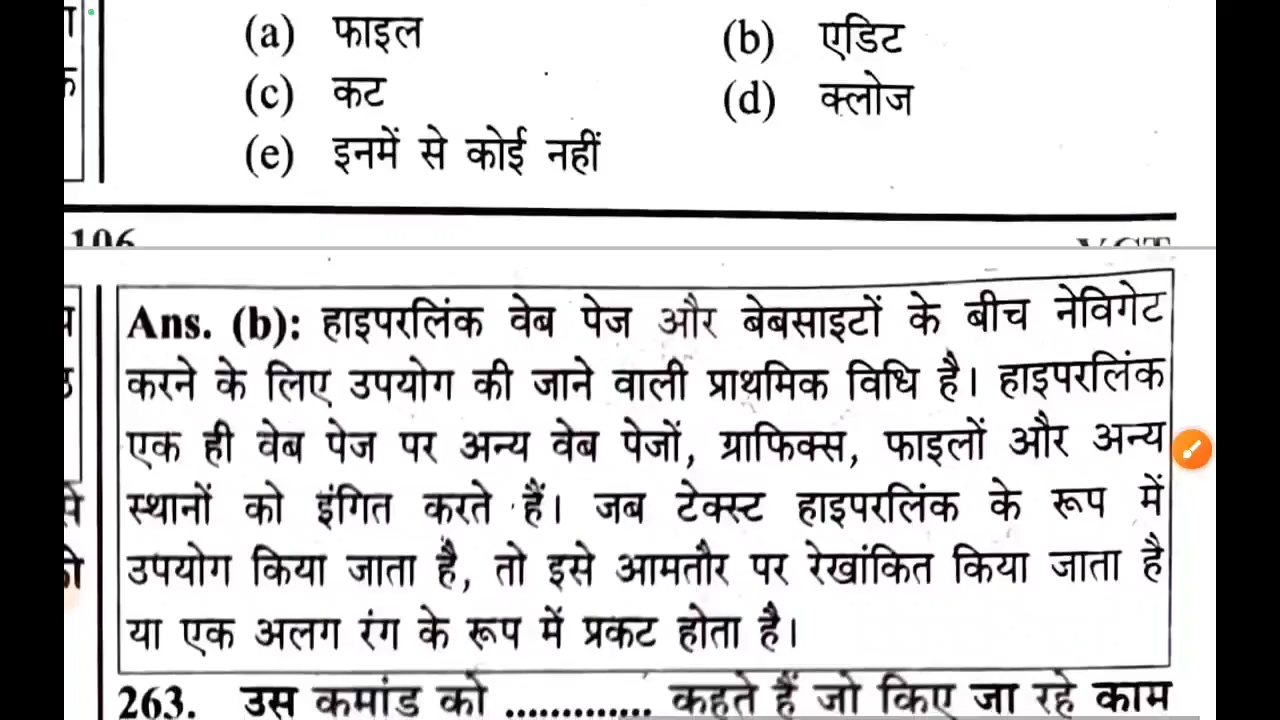 (a) फाइल (b) एडिट
(c) कट (d) क्लोज
(e) इनमें से कोई नहीं
106
Ans. (b): हाइपरलिंक वेब पेज और बेबसाइटों के बीच नेविगेट
करने के लिए उपयोग की जाने वाली प्राथमिक विधि है। हाइपरलिंक
एक ही वेब पेज पर अन्य वेब पेजों, ग्राफिक्स, फाइलों और अन्य
स्थानों को इंगित करते हैं। जब टेक्स्ट हाइपरलिंक के रूप में
उपयोग किया जाता है, तो इसे आमतौर पर रेखांकित किया जाता है
या एक अलग रंग के रूप में प्रकट होता है।
263. उस कमांड को ............. कहते हैं जो किए जा रहे काम